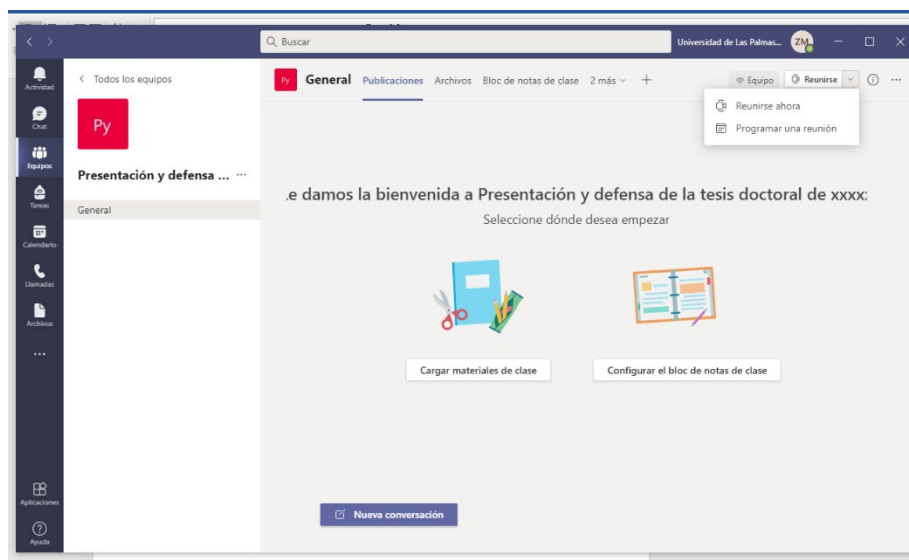 Buscar
Universidad de Las Palmas...
ZM
Actividad
Chat
Equipos
Tareas
Calendario
Llamadas
Archivos
Aplicaciones
Ayuda
Todos los equipos
Py
Presentación y defensa ... ...
General
Py General Publicaciones Archivos Bloc de notas de clase 2 más
Equipo Reunirse
Reunirse ahora
Programar una reunión
.e damos la bienvenida a Presentación y defensa de la tesis doctoral de xxxx:
Seleccione dónde desea empezar
Cargar materiales de clase
Configurar el bloc de notas de clase
Nueva conversación